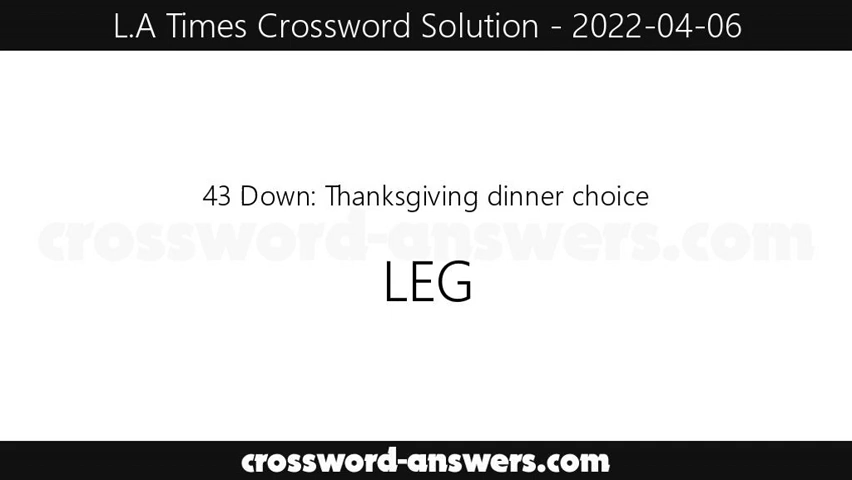 L.A Times Crossword Solution - 2022-04-06
43 Down: Thanksgiving dinner choice
crossword-answers.com
LEG
crossword-answers.com